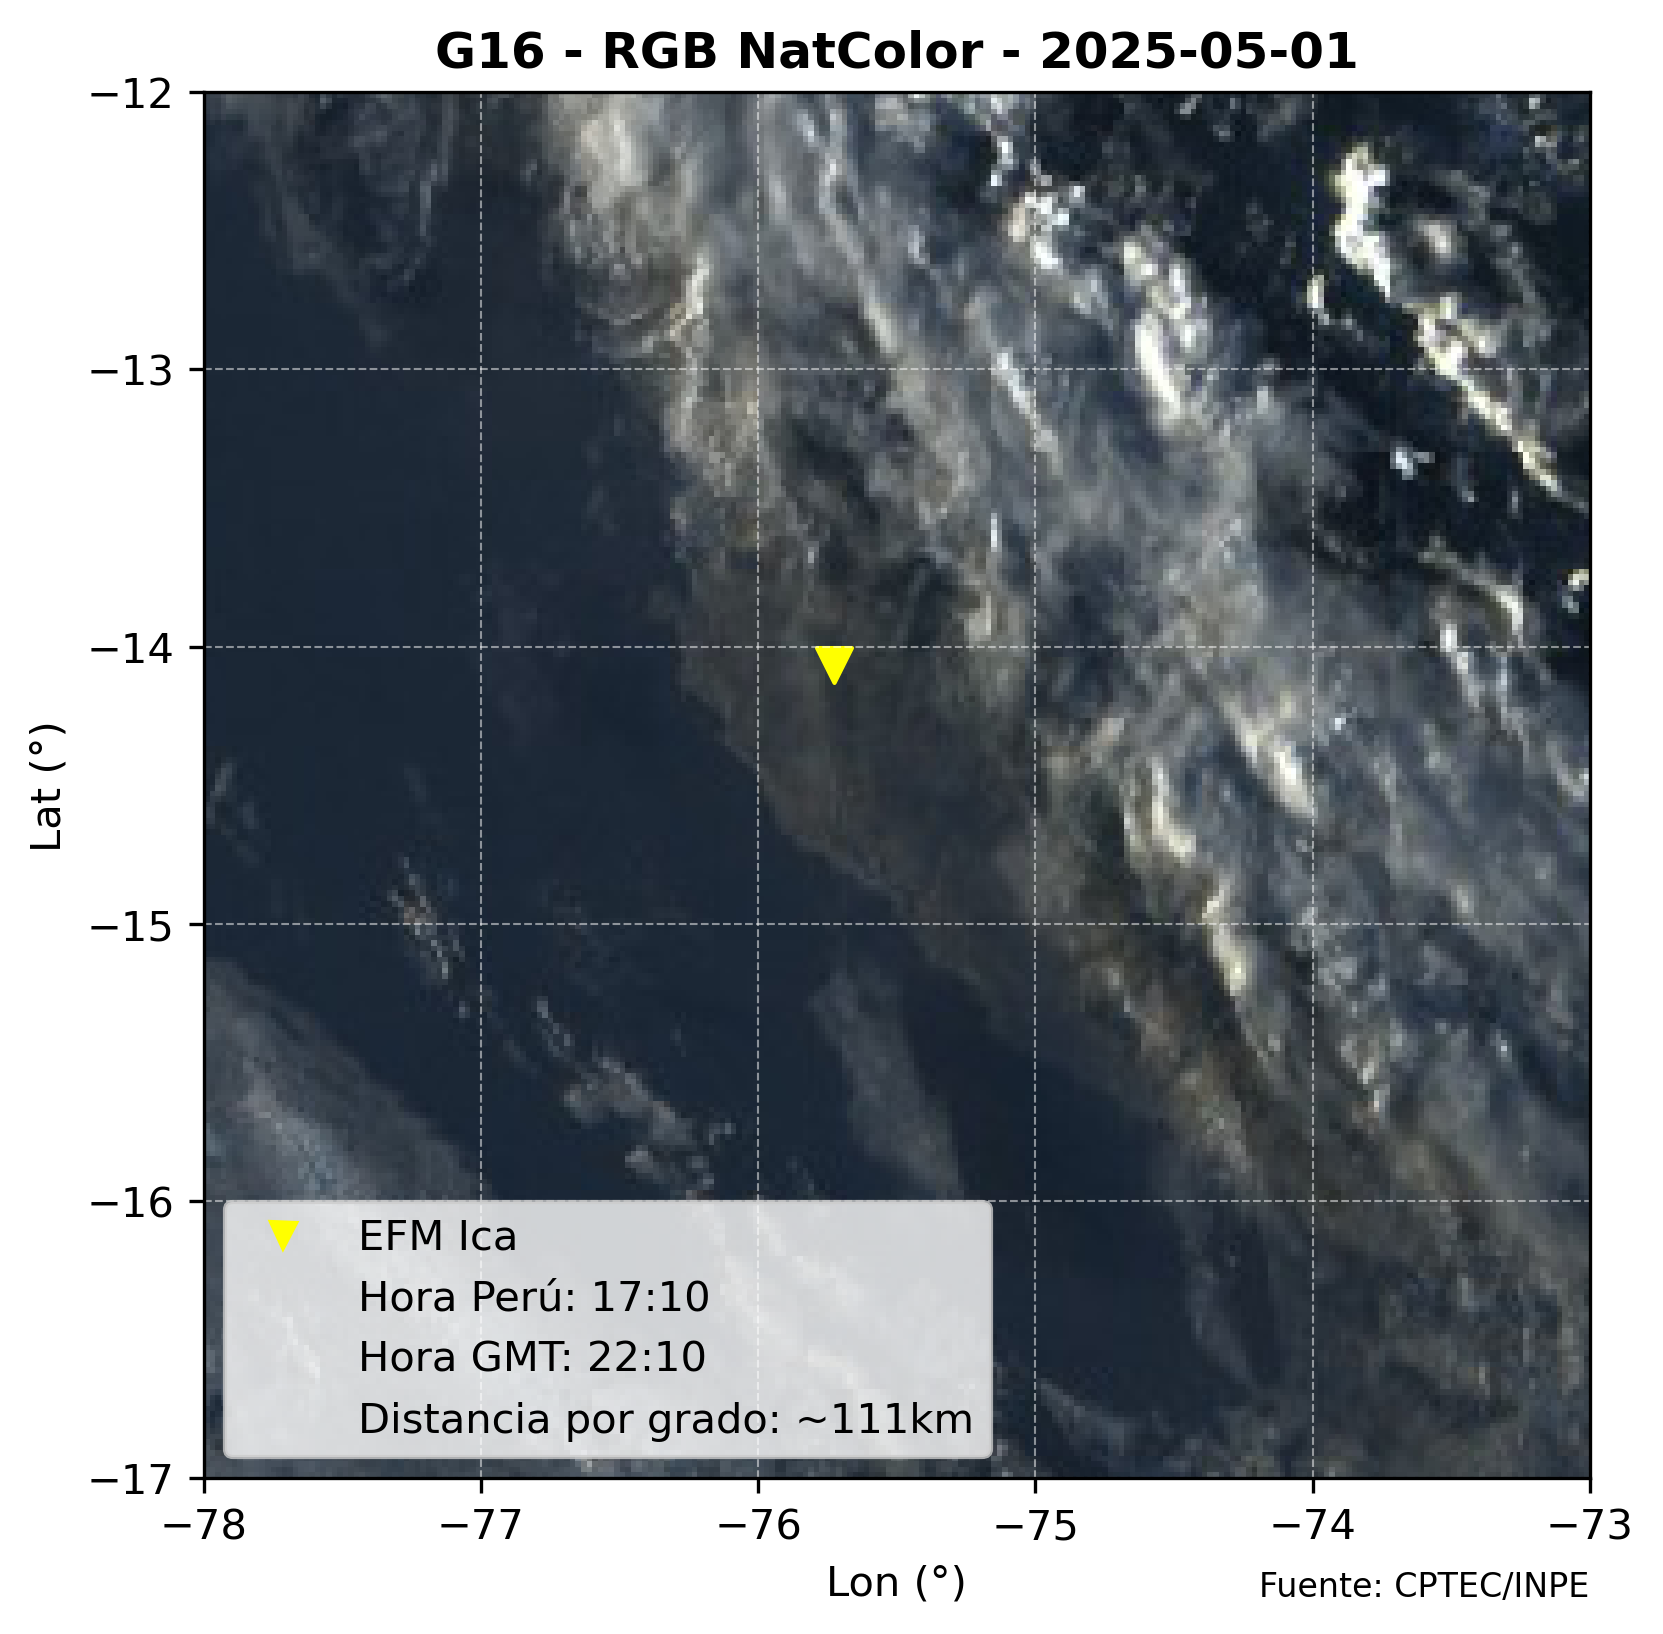 G16 - RGB NatColor - 2025-05-01
−12
−13
−14
−15
−16
−17
Lat (°)
EFM Ica
Hora Perú: 17:10
Hora GMT: 22:10
Distancia por grado: ~111km
−78 −77 −76 −75 −74 −73
Lon (°)
Fuente: CPTEC/INPE